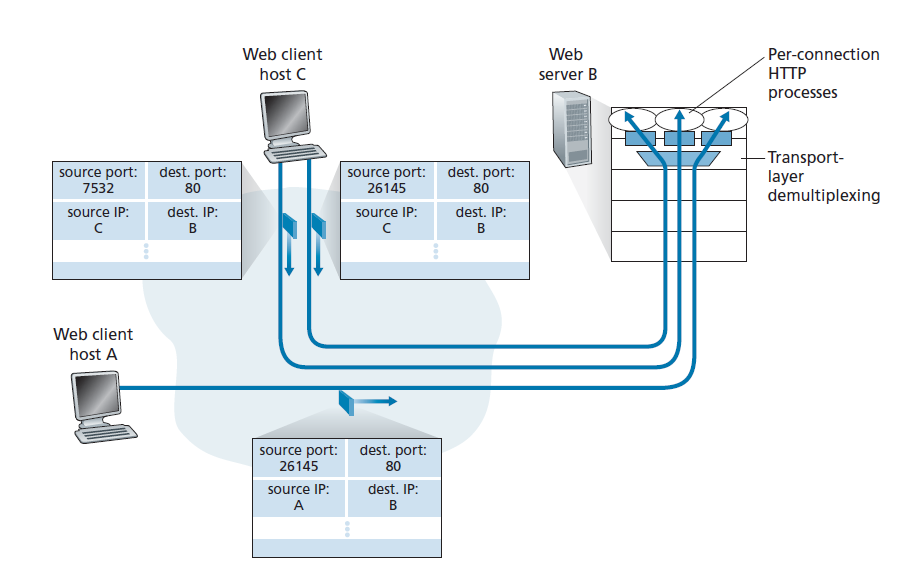 Web client
host C
Web
server B
Per-connection
HTTP
processes
Transport-
layer
demultiplexing
source port:
7532
dest. port:
80
source IP:
C
dest. IP:
B
source port:
26145
dest. port:
80
source IP:
C
dest. IP:
B
Web client
host A
source port:
26145
dest. port:
80
source IP:
A
dest. IP:
B